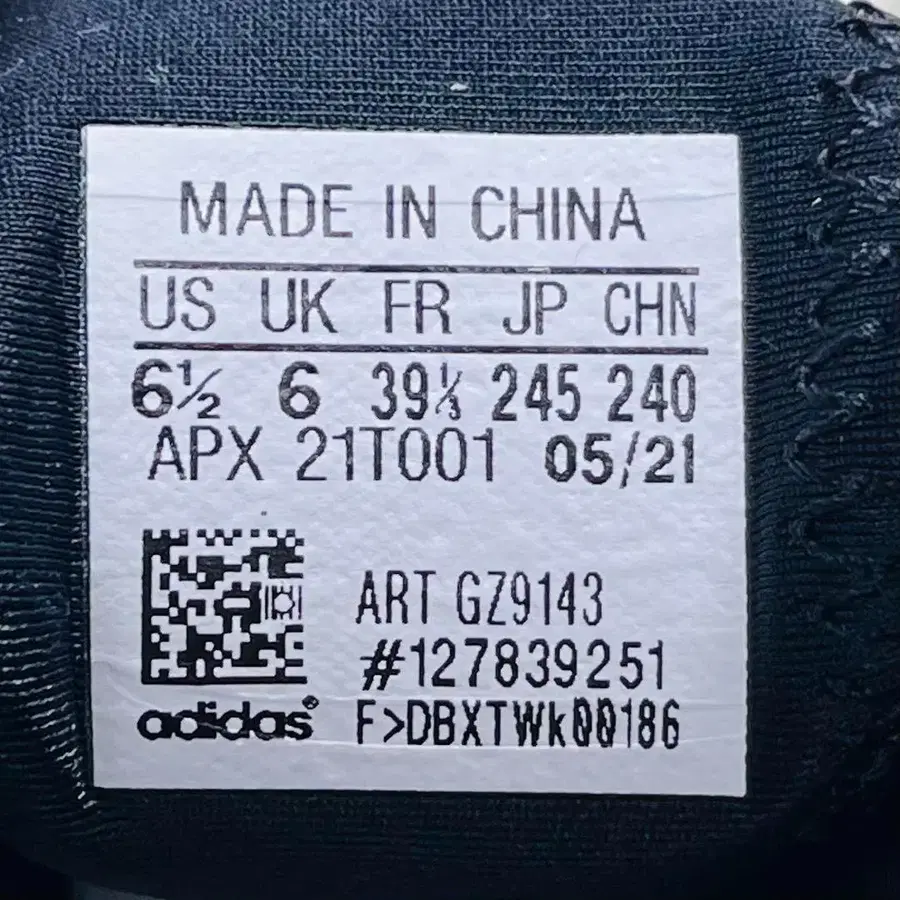 MADE IN CHINA
US UK FR JP CHN
6½ 6 39⅓ 245 240
APX 21T001 05/21
ART GZ9143
#127839251
adidas® F>DBXTWk00186